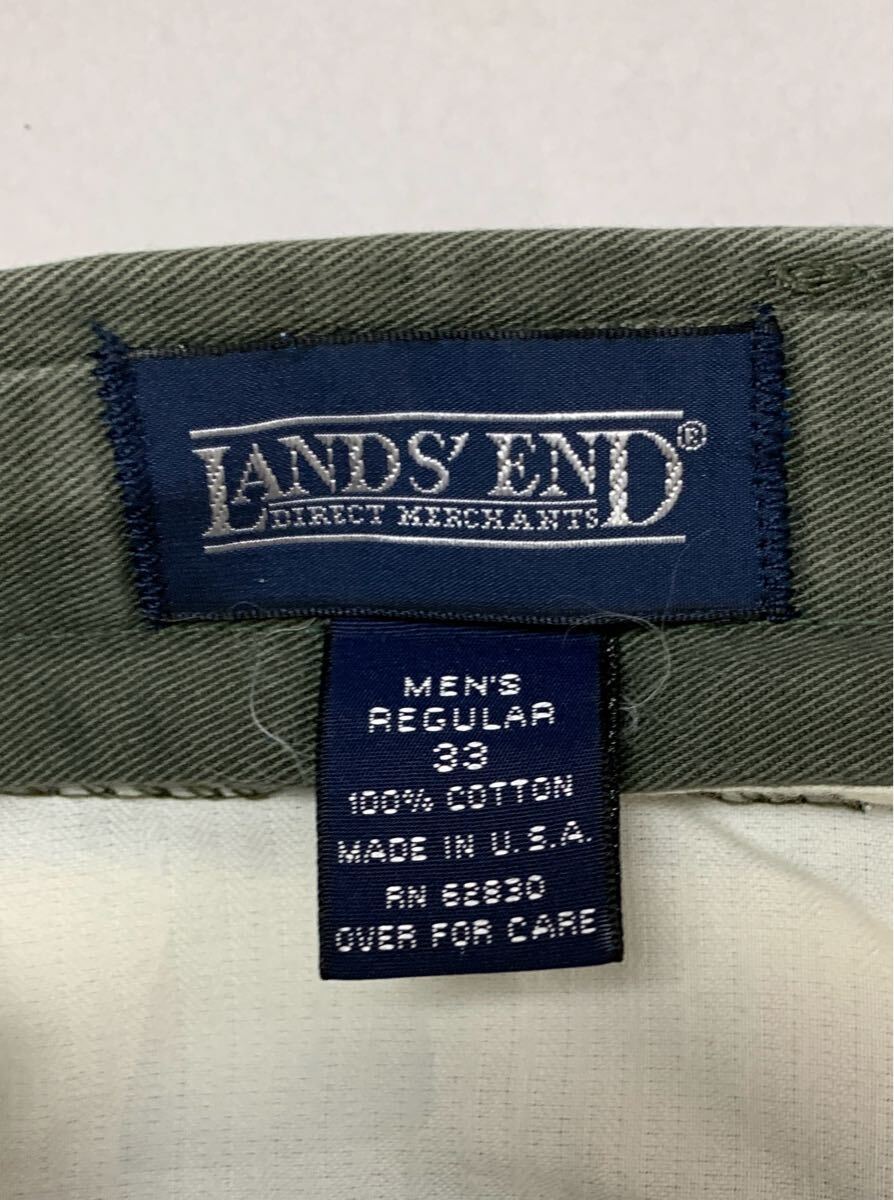 LANDS' END®
DIRECT MERCHANTS
MEN'S
REGULAR
33
100% COTTON
MADE IN U.S.A.
RN 62830
OVER FOR CARE